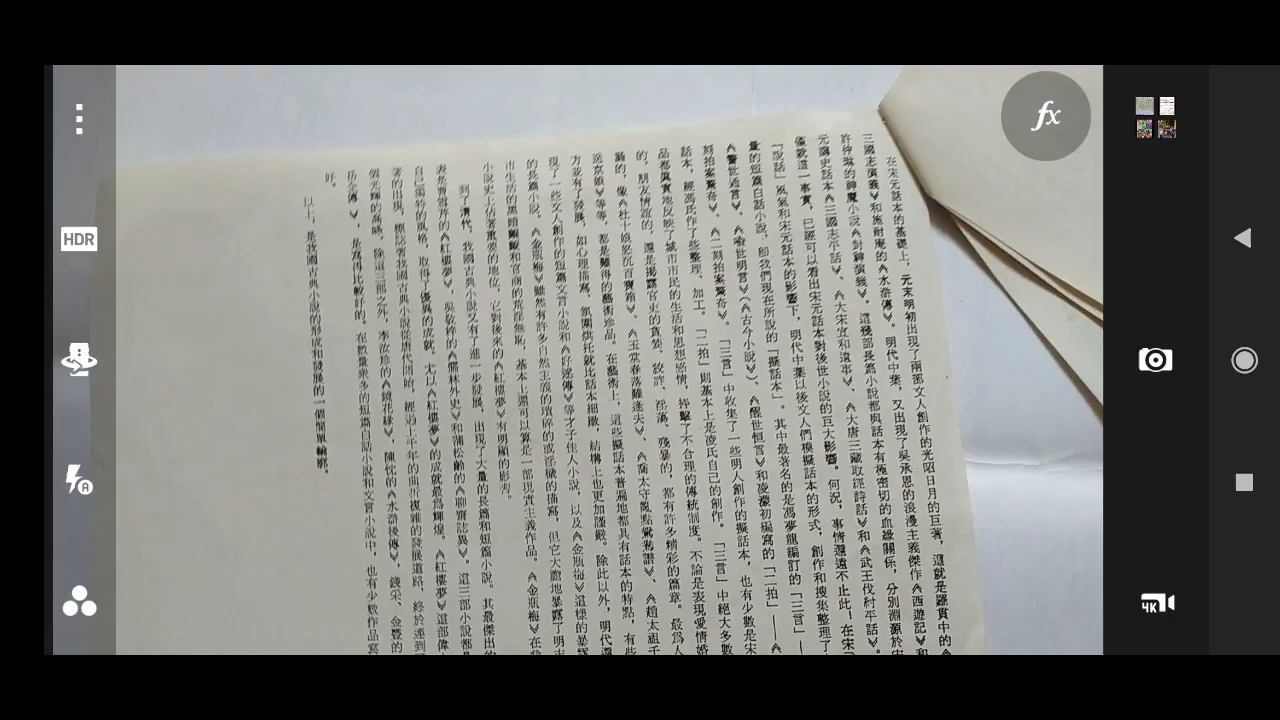 fx
HDR
A
4K
在宋元話本的基礎上,元末明初出現了兩部文人創作的光昭日月的巨著,這就是羅貫中的《
三國志演義》和施耐庵的《水滸傳》。明代中葉,又出現了吳承恩的浪漫主義傑作《西遊記》和
許仲琳的神魔小說《封神演義》。這幾部長篇小說都與話本有極密切的血緣關係,分別淵源於宋
元講史話本《三國志平話》、《大宋宣和遺事》、《大唐三藏取經詩話》和《武王伐紂平話》。
僅就這一事實,已經可以看出宋元話本對後世小說的巨大影響。何況,事情還遠不止此!在宋
「說話」風氣和宋元話本的影響下,明代中葉以後文人們模擬話本的形式,創作和搜集整理了
量的短篇白話小說,即我們現在所說的「擬話本」。其中最著名的是馮夢龍編訂的「三言」—
《警世通言》、《喻世明言》(《古今小說》)、《醒世恒言》和凌濛初編寫的「二拍」——《
刻拍案驚奇》、《二刻拍案驚奇》。「三言」中收集了一些明人創作的擬話本,也有少數是宋
話本,經馮氏作了些整理、加工。「二拍」則基本上是凌氏自己的創作。「三言」中絕大多數
品都真實地反映了城市市民的生活和思想感情,抨擊了不合理的傳統制度。不論是表現愛情婚
的,朋友情誼的,還是揭露官吏的貪婪、狡詐、淫蕩、殘暴的,都有許多精彩的篇章。最為人
誦的,像《杜十娘怒沉百寶箱》、《玉堂春落難逢夫》、《喬太守亂點鴛鴦譜》、《趙太祖千
送京娘》等等,都是難得的藝術珍品。在藝術上,這些擬話本普遍地都具有話本的特點,有些
方並有了發展,如心理描寫、氛圍烘托就比話本細緻,結構上也更加謹嚴。除此以外,明代還
現了一些文人創作的短篇文言小說和《好逑傳》等才子佳人小說,以及《金瓶梅》這樣的暴露
的長篇小說。《金瓶梅》雖然有許多自然主義的瑣碎的或淫穢的描寫,但它大膽地暴露了明末
市生活的黑暗齷齪和官商的荒淫無恥,基本上還可以算是一部現實主義作品。《金瓶梅》在我
小說史上佔著重要的地位,它對後來的《紅樓夢》有明顯的影響。
到了清代,我國古典小說又有了進一步發展,出現了大量的長篇和短篇小說。其最傑出的
表是曹雪芹的《紅樓夢》、吳敬梓的《儒林外史》和蒲松齡的《聊齋誌異》。這三部小說都具
自己獨特的風格,取得了優異的成就。尤以《紅樓夢》的成就最爲輝煌。《紅樓夢》這部偉大
著的出現,標誌著我國古典小說從唐代開始,經過上千年的曲折複雜的發展道路,終於達到了
個光輝的高峰。除這三部之外,李汝珍的《鏡花緣》,陳忱的《水滸後傳》,錢采、金豐的
岳全傳》,是寫得比較好的。在數量衆多的短篇白話小說和文言小說中,也有少數作品寫
好。
以上,是我國古典小說的形成和發展的一個簡單輪廓。